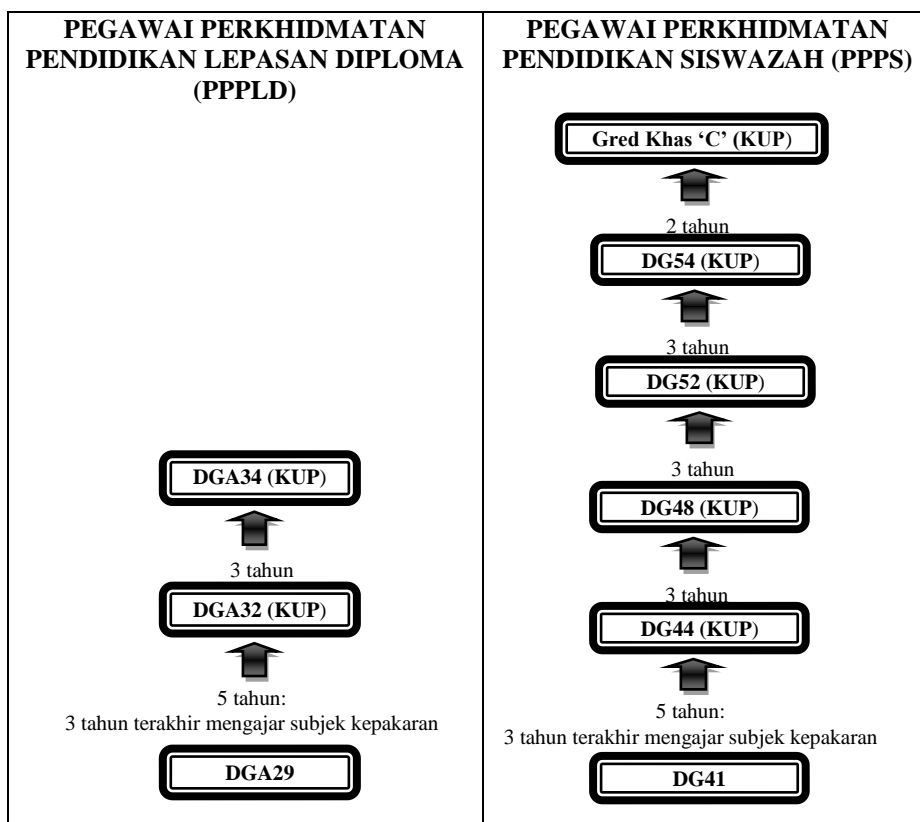 PEGAWAI PERKHIDMATAN
PENDIDIKAN LEPASAN DIPLOMA
(PPPLD)
DGA34 (KUP)
3 tahun
DGA32 (KUP)
5 tahun:
3 tahun terakhir mengajar subjek kepakaran
DGA29
PEGAWAI PERKHIDMATAN
PENDIDIKAN SISWAZAH (PPPS)
Gred Khas ‘C’ (KUP)
2 tahun
DG54 (KUP)
3 tahun
DG52 (KUP)
3 tahun
DG48 (KUP)
3 tahun
DG44 (KUP)
5 tahun:
3 tahun terakhir mengajar subjek kepakaran
DG41